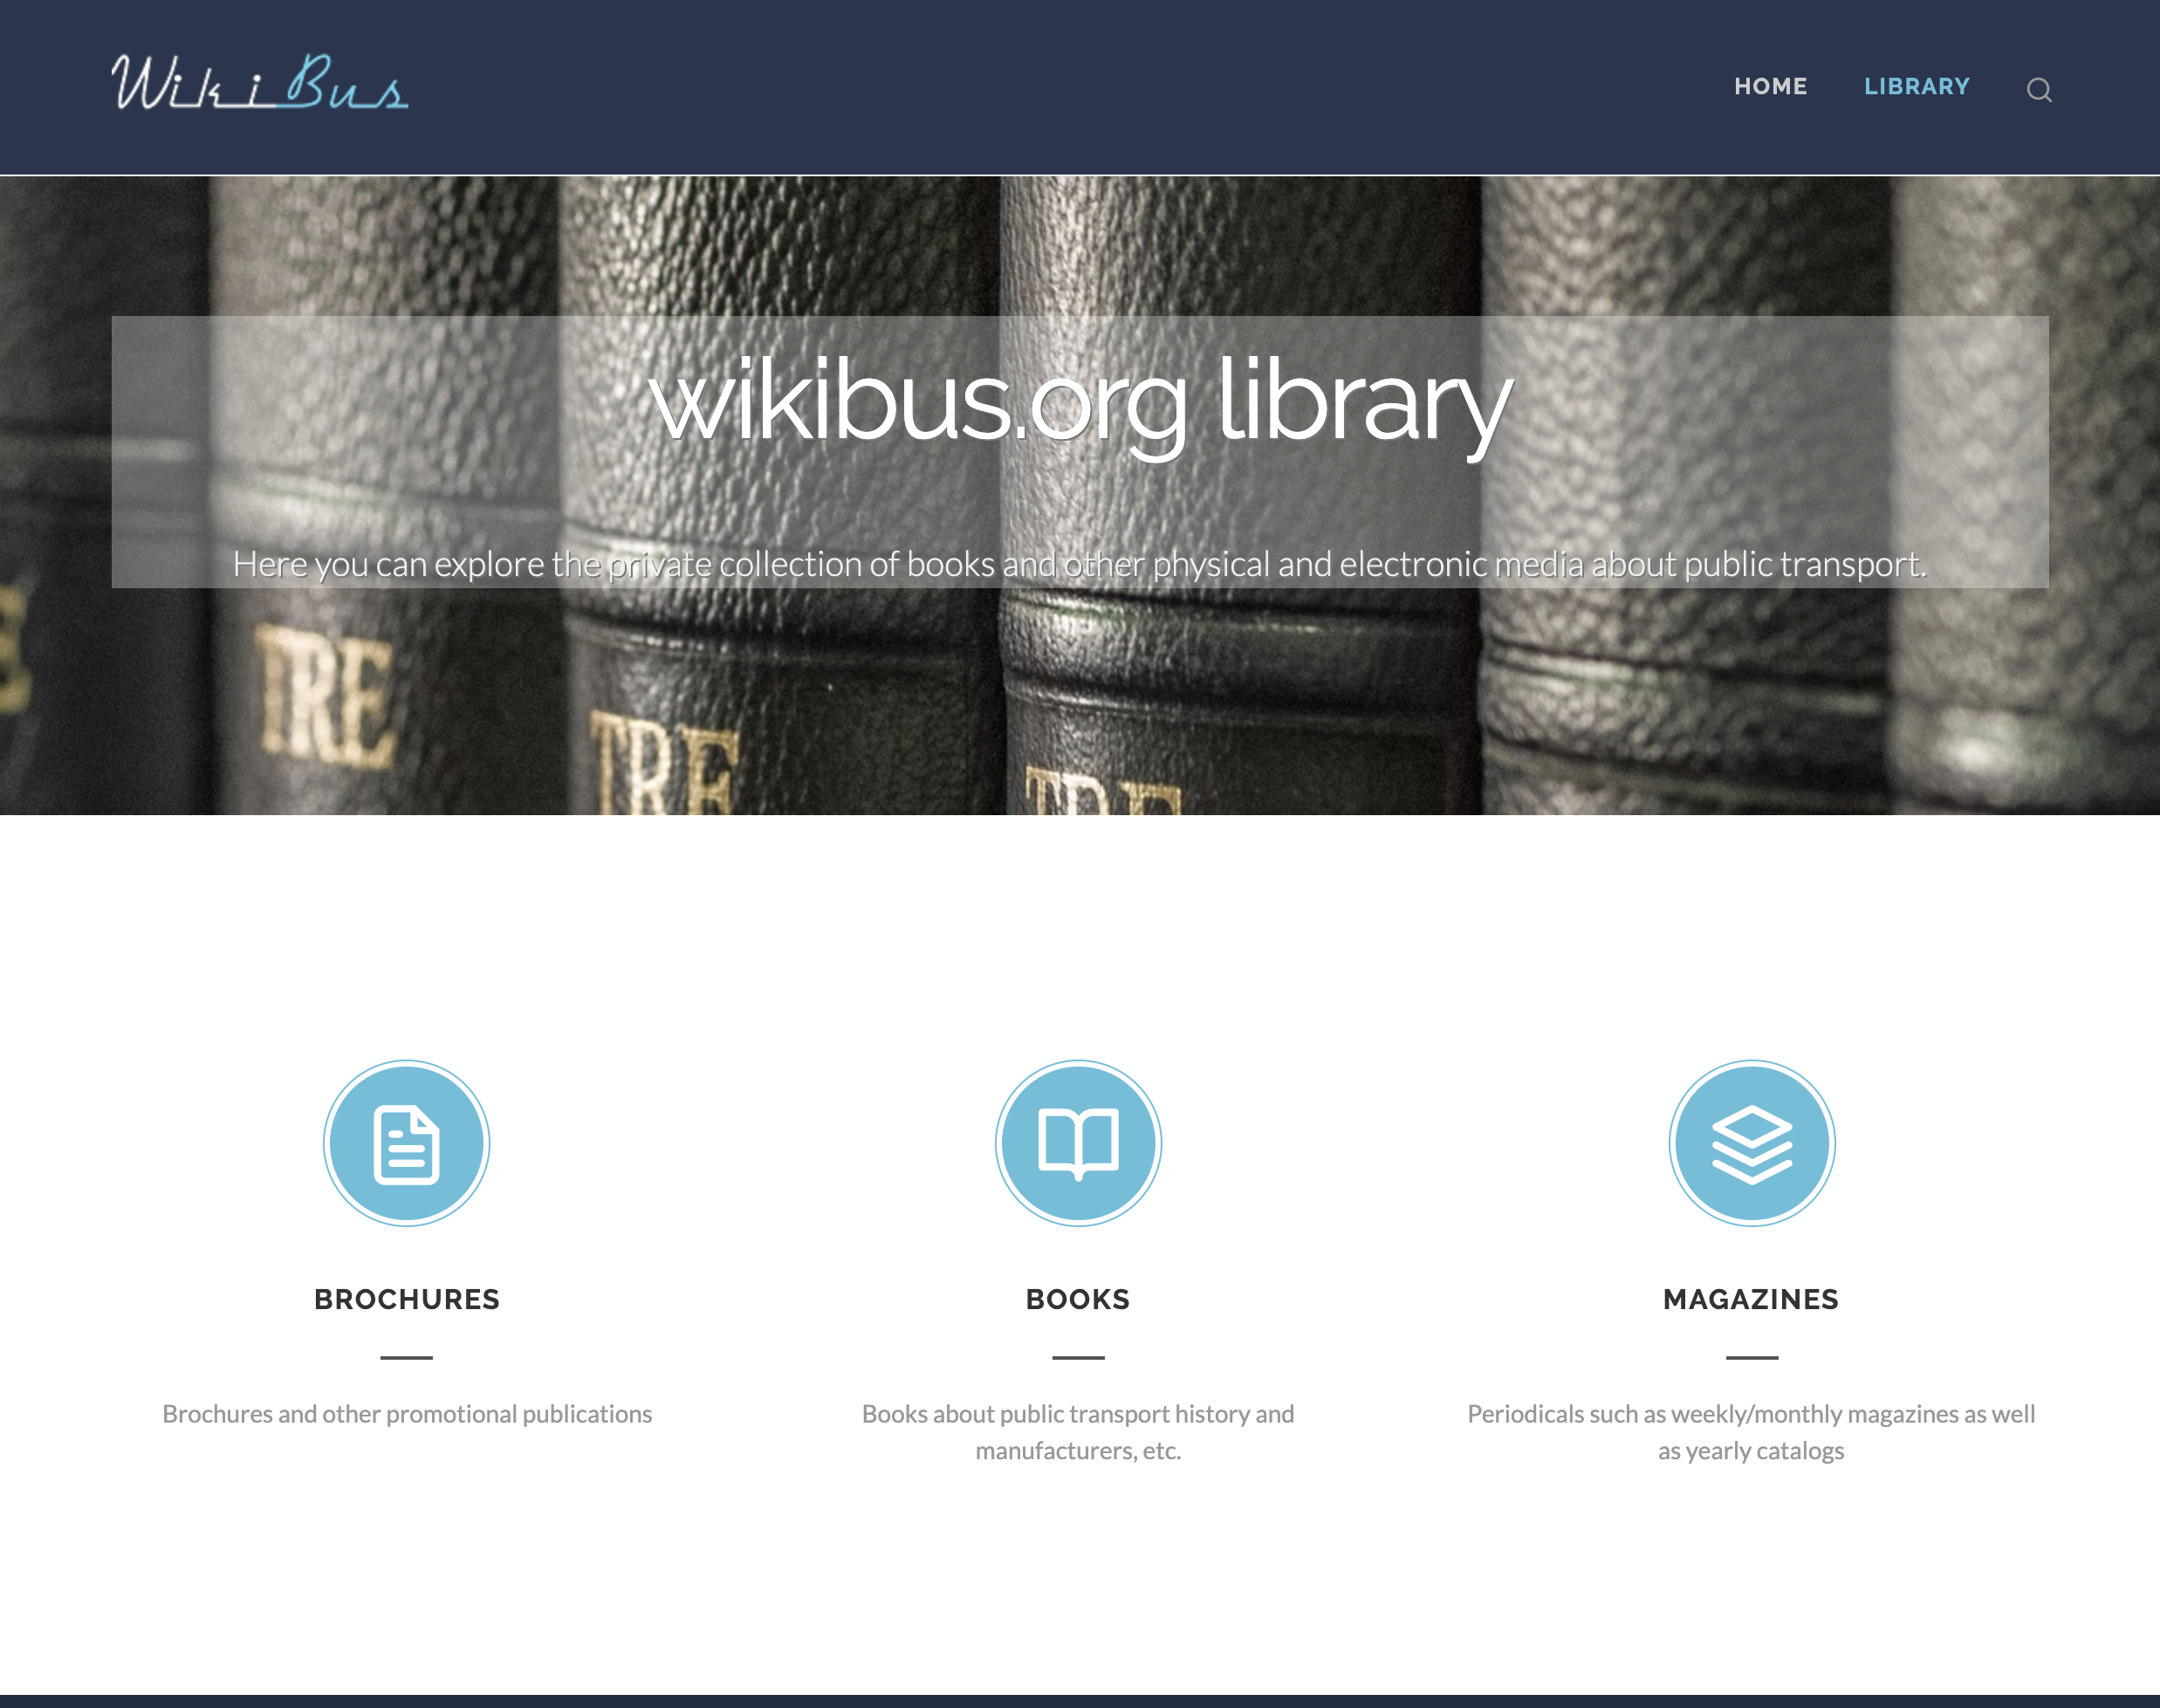 WikiBus
HOME
LIBRARY
wikibus.org library
Here you can explore the private collection of books and other physical and electronic media about public transport.
TRE
TRE
TRE
BROCHURES
BOOKS
MAGAZINES
Brochures and other promotional publications
Books about public transport history and
manufacturers, etc.
Periodicals such as weekly/monthly magazines as well
as yearly catalogs